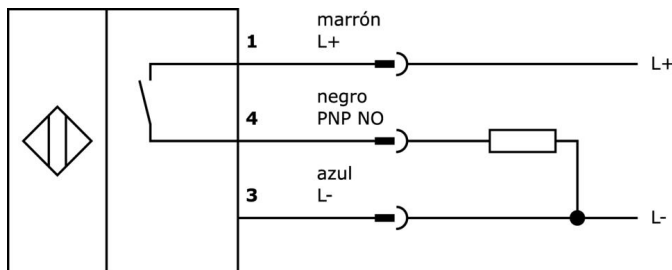 marrón
1 L+
L+
negro
4 PNP NO
azul
3 L-
L-